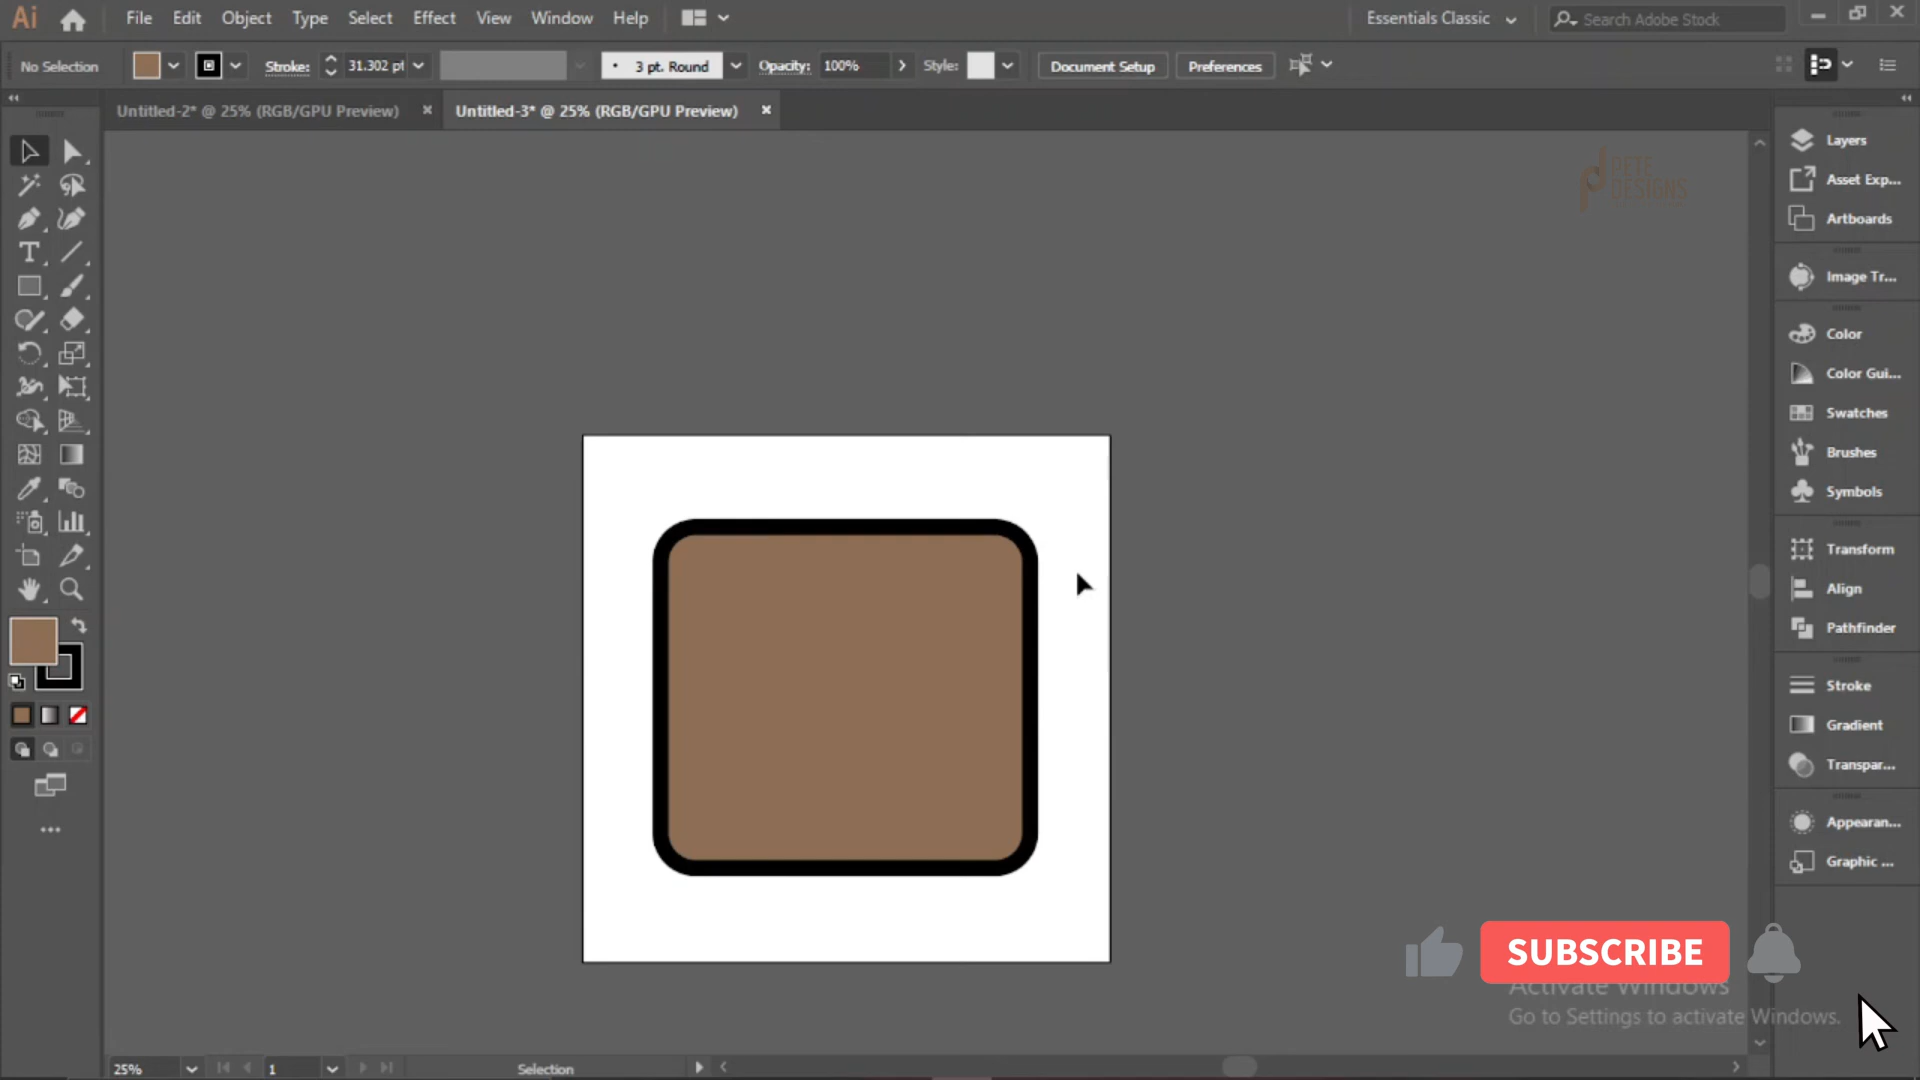 Ai
File Edit Object Type Select Effect View Window Help
Essentials Classic
Search Adobe Stock
No Selection
Stroke: 31.302 pt
3 pt. Round
Opacity: 100%
Style:
Document Setup
Preferences
Untitled-2* @ 25% (RGB/GPU Preview)
Untitled-3* @ 25% (RGB/GPU Preview)
PETE
DESIGNS
Layers
Asset Exp...
Artboards
Image Tr...
Color
Color Gui...
Swatches
Brushes
Symbols
Transform
Align
Pathfinder
Stroke
Gradient
Transpar...
Appearan...
Graphic ...
SUBSCRIBE
Activate Windows
Go to Settings to activate Windows.
25%
1
Selection